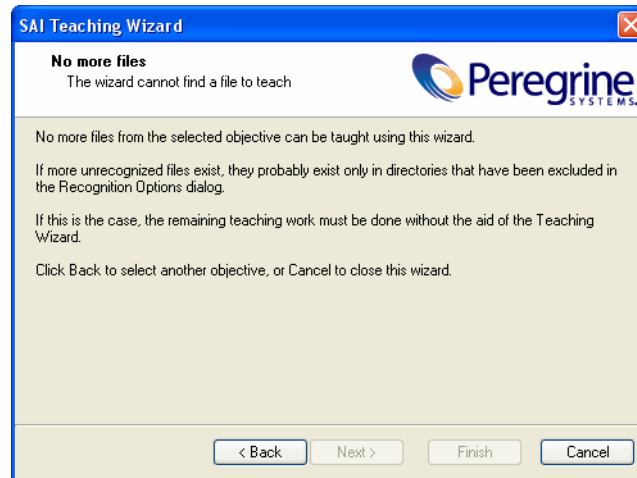 SAI Teaching Wizard
No more files
The wizard cannot find a file to teach
Peregrine
SYSTEMS
No more files from the selected objective can be taught using this wizard.
If more unrecognized files exist, they probably exist only in directories that have been excluded in
the Recognition Options dialog.
If this is the case, the remaining teaching work must be done without the aid of the Teaching
Wizard.
Click Back to select another objective, or Cancel to close this wizard.
< Back
Next >
Finish
Cancel